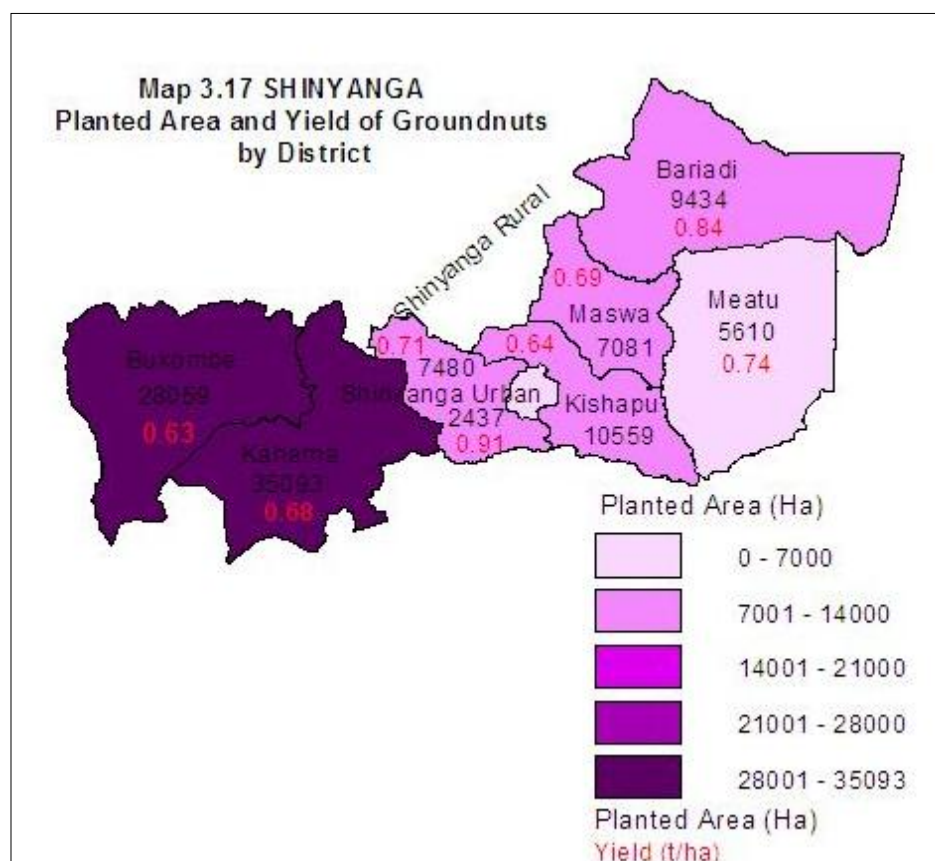 Map 3.17 SHINYANGA
Planted Area and Yield of Groundnuts
by District
Bariadi
9434
0.84
Shinyanga Rural
0.69
Maswa
7081
Meatu
5610
0.74
0.71
7480
0.64
Bukombe
28059
0.63
Shinyanga Urban
2437
0.91
Kishapu
10559
Kahama
35093
0.68
Planted Area (Ha)
0 - 7000
7001 - 14000
14001 - 21000
21001 - 28000
28001 - 35093
Planted Area (Ha)
Yield (t/ha)